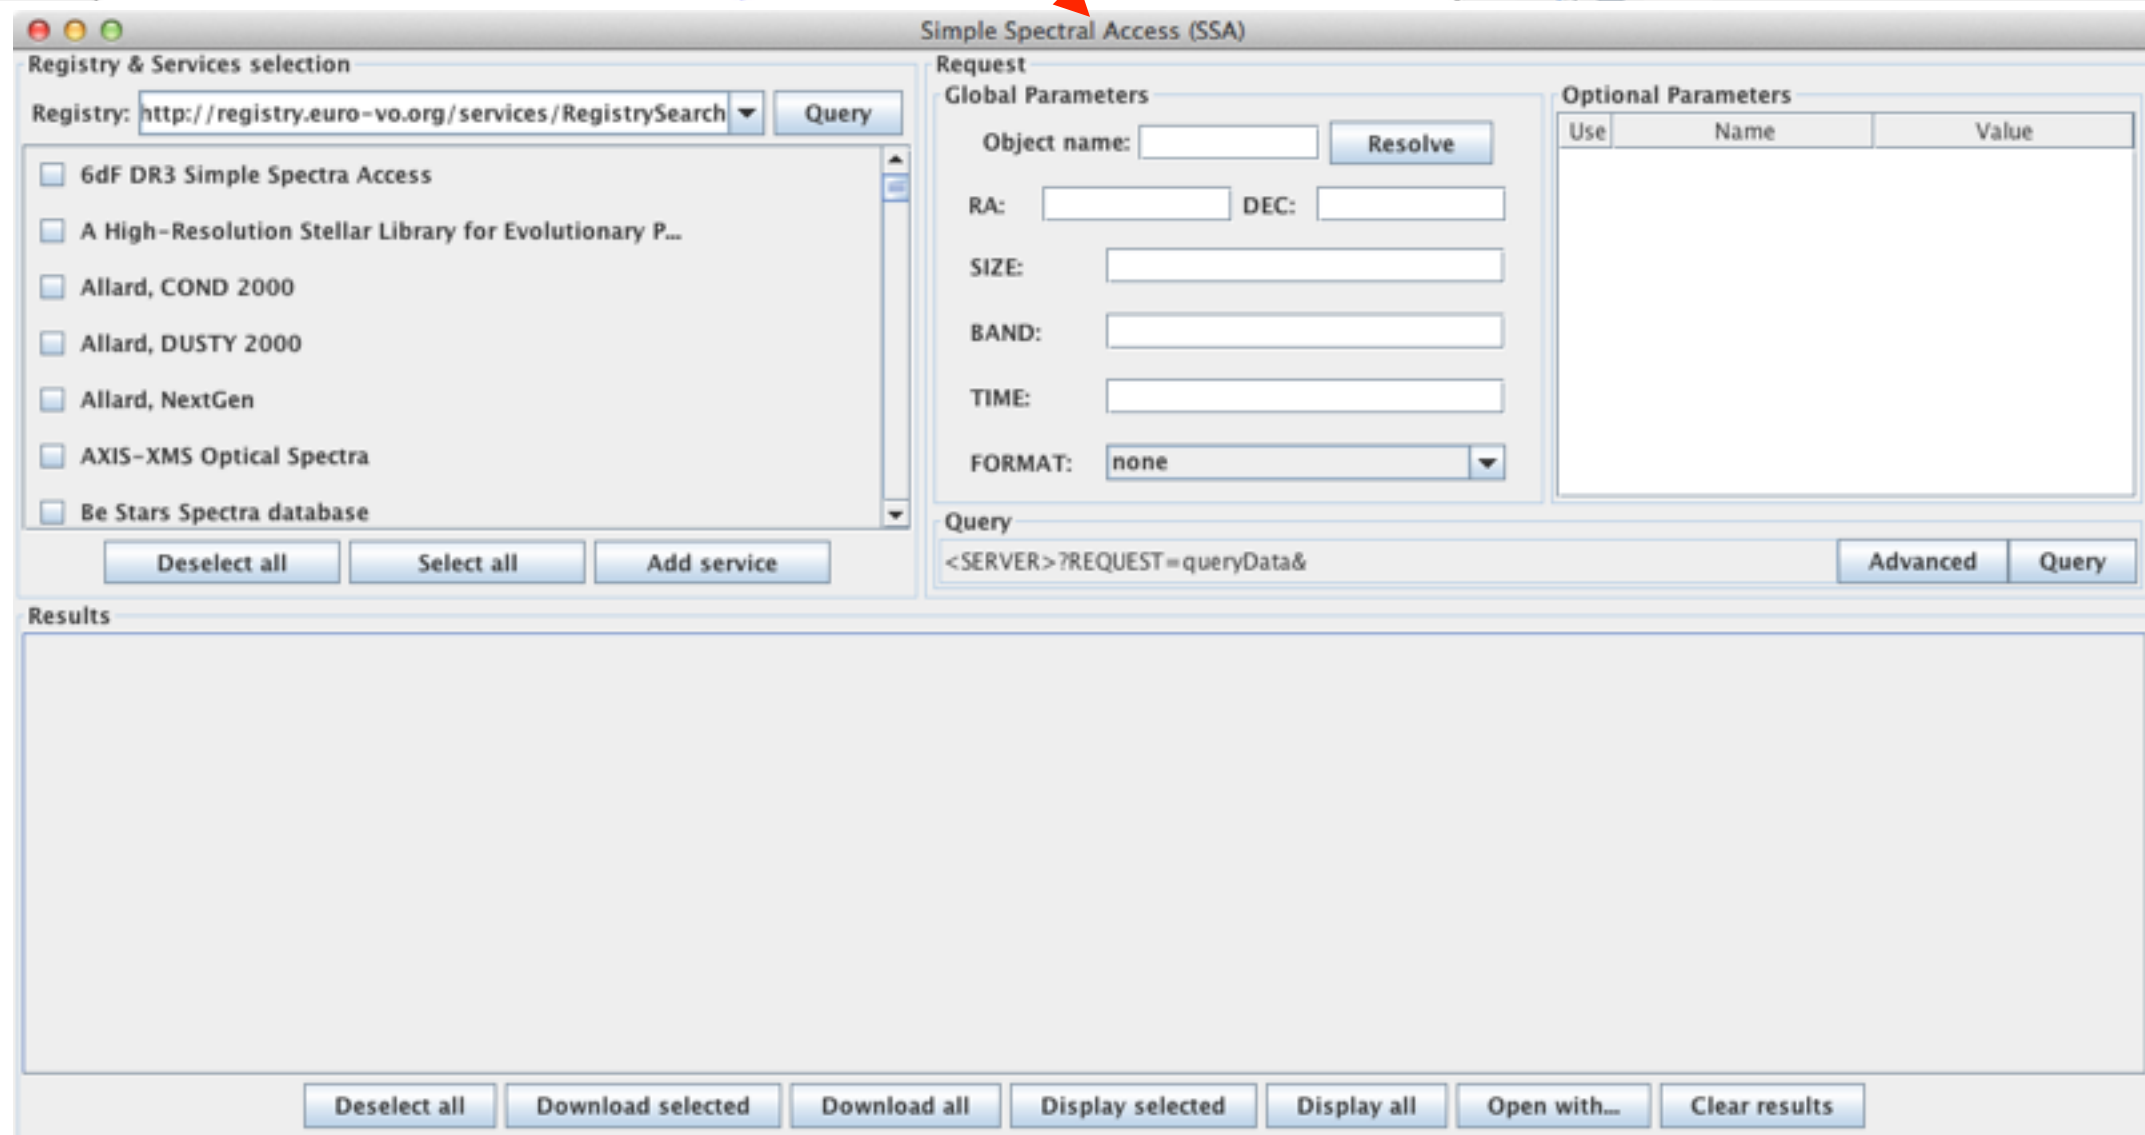 Simple Spectral Access (SSA)
Registry & Services selection
Registry: http://registry.euro-vo.org/services/RegistrySearch Query
6dF DR3 Simple Spectra Access
A High-Resolution Stellar Library for Evolutionary P...
Allard, COND 2000
Allard, DUSTY 2000
Allard, NextGen
AXIS-XMS Optical Spectra
Be Stars Spectra database
Deselect all Select all Add service
Request
Global Parameters
Object name: Resolve
RA: DEC:
SIZE:
BAND:
TIME:
FORMAT: none
Optional Parameters
Use Name Value
Query
<SERVER>?REQUEST=queryData& Advanced Query
Results
Deselect all Download selected Download all Display selected Display all Open with... Clear results